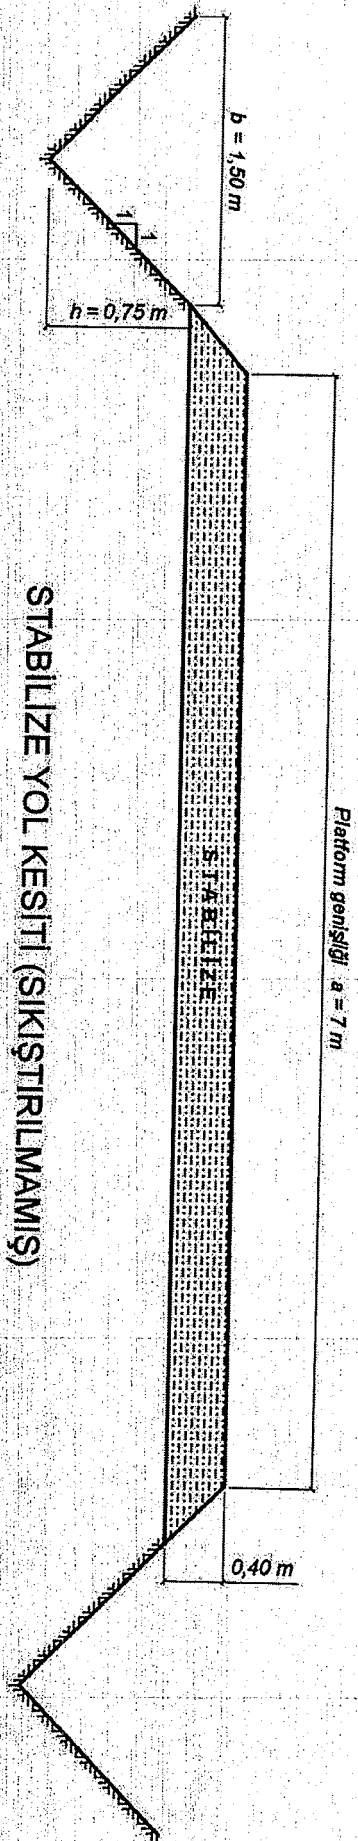 Platform genişliği a = 7 m
b = 1,50 m
1
1
h = 0,75 m
STABİLİZE
0,40 m
STABİLİZE YOL KESİTİ (SIKIŞTIRILMAMIŞ)